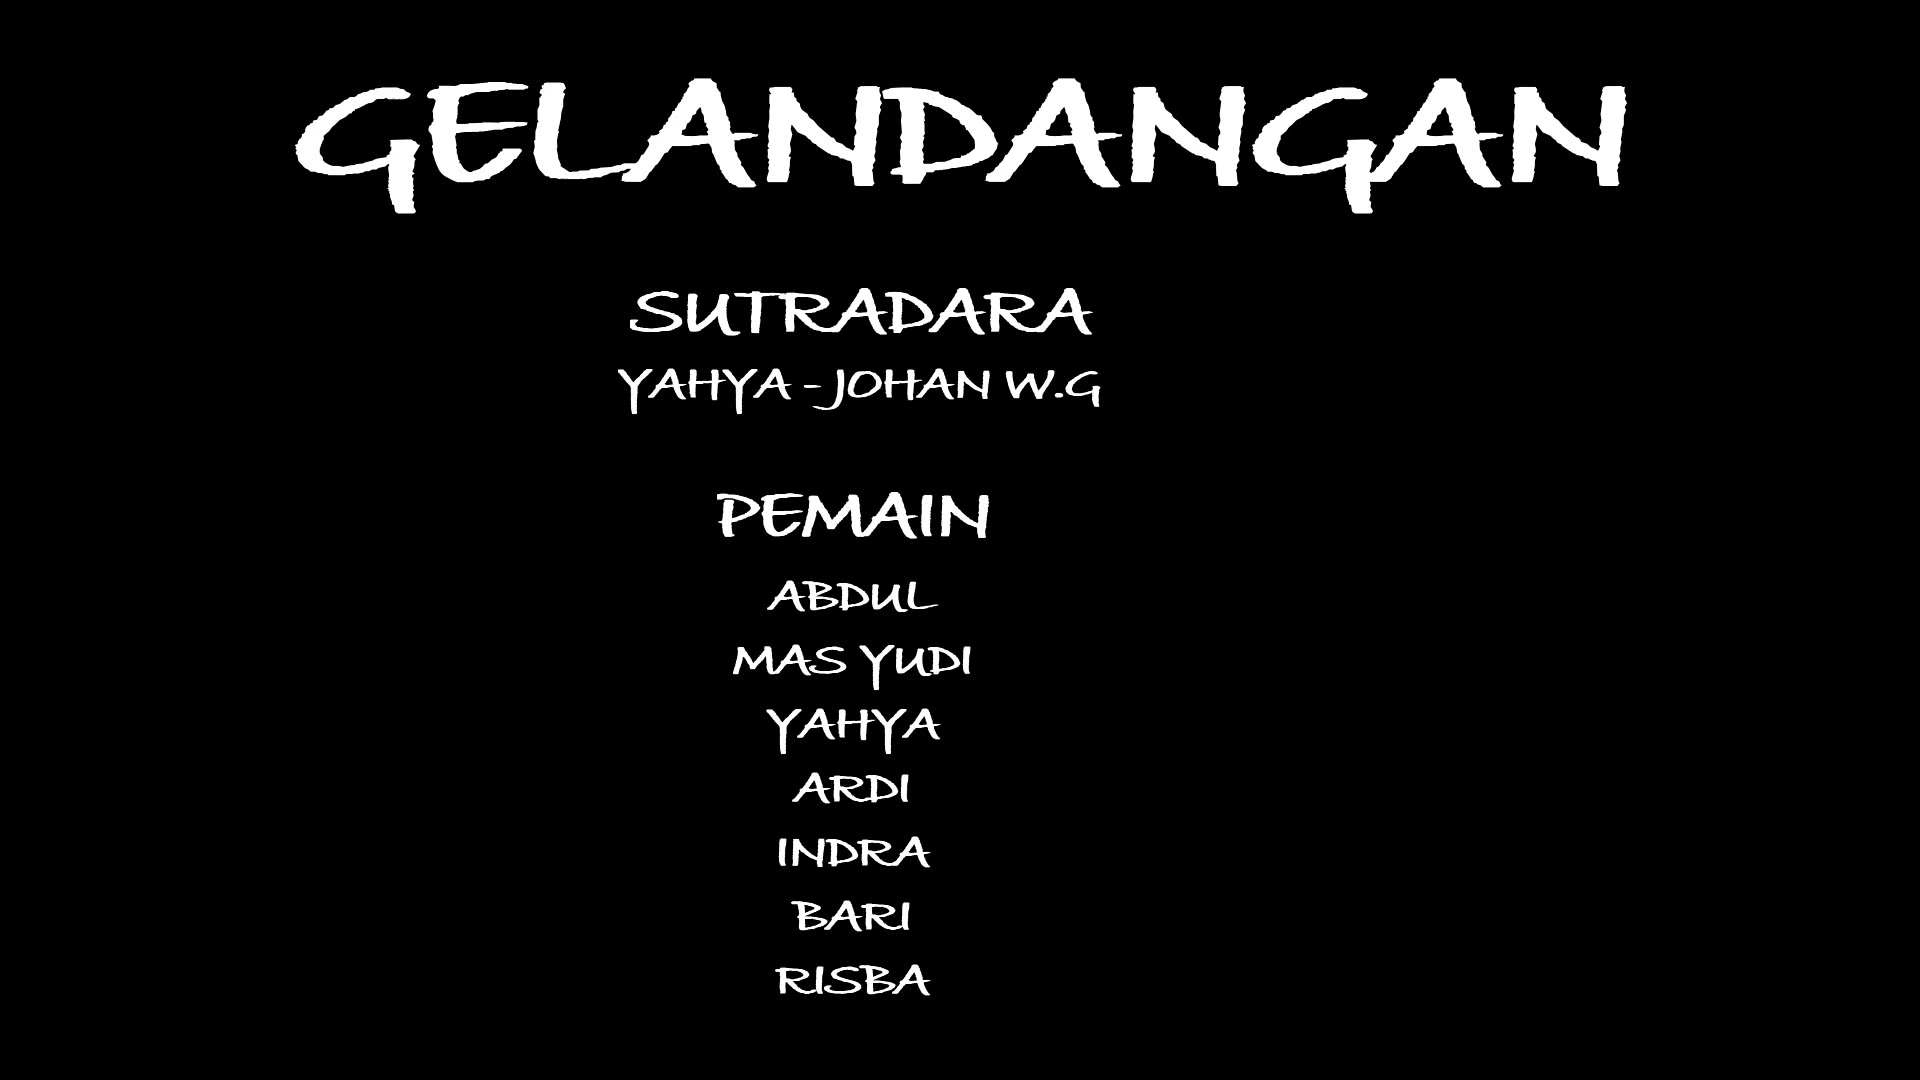 GELANDANGAN
SUTRADARA
YAHYA - JOHAN W.G
PEMAIN
ABDUL
MAS YUDI
YAHYA
ARDI
INDRA
BARI
RISBA